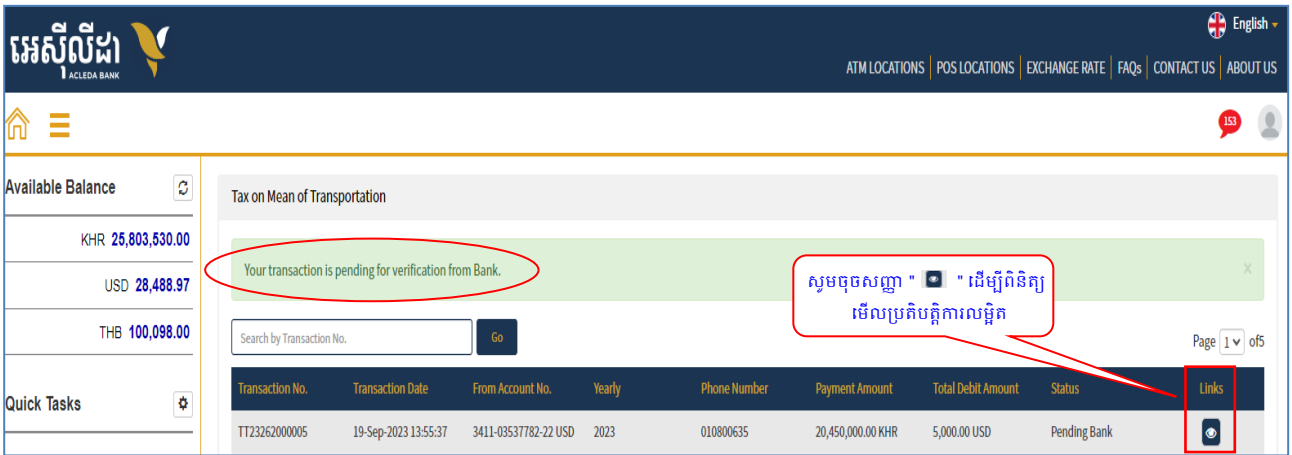 English
អេស៊ីលីដា
ACLEDA BANK
ATM LOCATIONS POS LOCATIONS EXCHANGE RATE FAQs CONTACT US ABOUT US
153
Available Balance
KHR 25,803,530.00
USD 28,488.97
THB 100,098.00
Quick Tasks
Tax on Mean of Transportation
Your transaction is pending for verification from Bank.
x
សូមចុចសញ្ញា " " ដើម្បីពិនិត្យ
មើលប្រតិបត្តិការលម្អិត
Search by Transaction No. Go Page 1 of5
Transaction No. Transaction Date From Account No. Yearly Phone Number Payment Amount Total Debit Amount Status Links
TT23262000005 19-Sep-2023 13:55:37 3411-03537782-22 USD 2023 010800635 20,450,000.00 KHR 5,000.00 USD Pending Bank